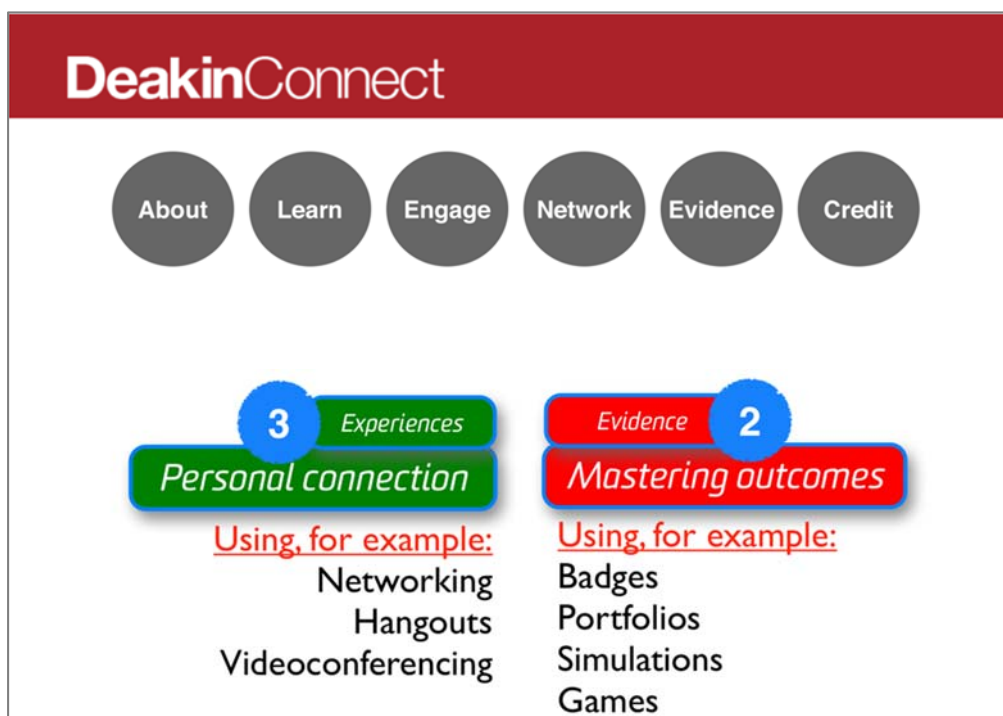 DeakinConnect
About
Learn
Engage
Network
Evidence
Credit
3
Experiences
Personal connection
Using, for example:
Networking
Hangouts
Videoconferencing
Evidence
2
Mastering outcomes
Using, for example:
Badges
Portfolios
Simulations
Games